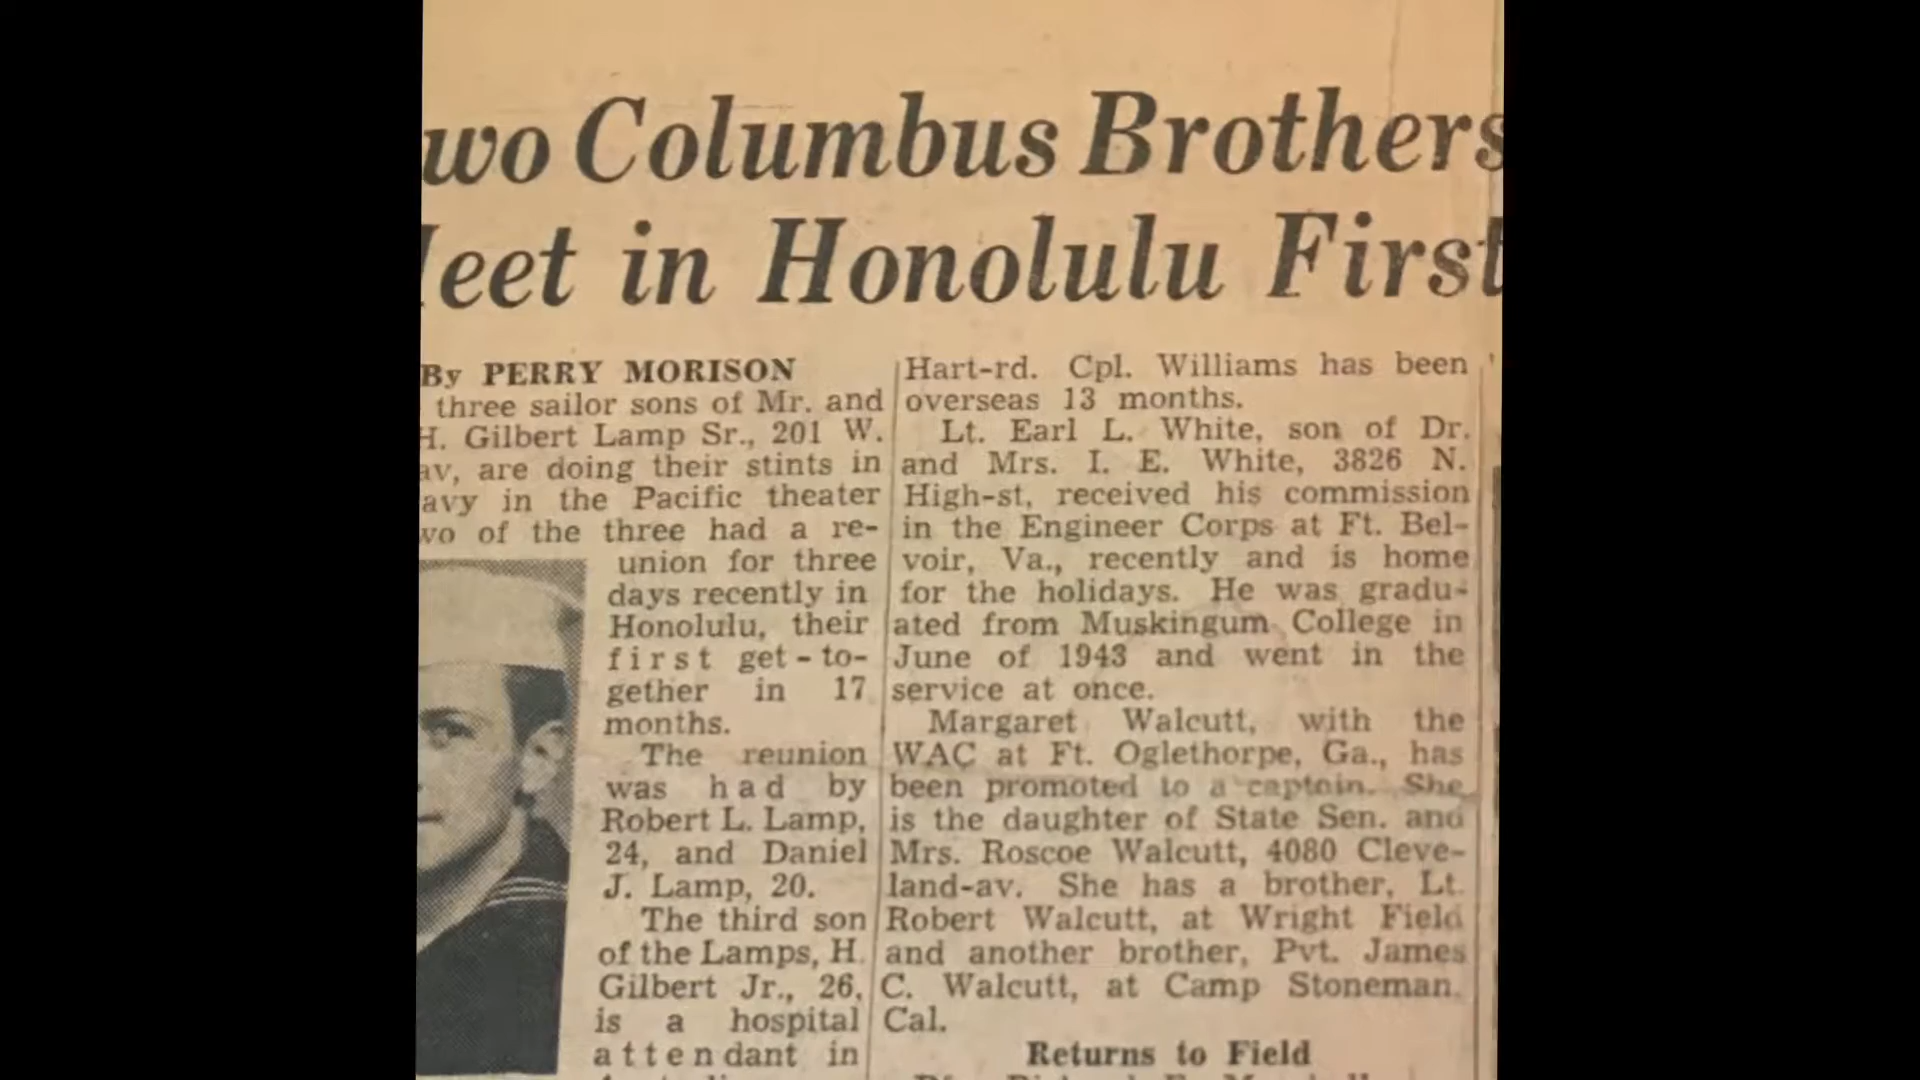 wo Columbus Brothers
eet in Honolulu First
By PERRY MORISON
three sailor sons of Mr. and
H. Gilbert Lamp Sr., 201 W.
av, are doing their stints in
avy in the Pacific theater
wo of the three had a re-
union for three
days recently in
Honolulu, their
first get-to-
gether in 17
months.
The reunion
was had by
Robert L. Lamp,
24, and Daniel
J. Lamp, 20.
The third son
of the Lamps, H.
Gilbert Jr., 26,
is a hospital
attendant in
Hart-rd. Cpl. Williams has been
overseas 13 months.
Lt. Earl L. White, son of Dr.
and Mrs. I. E. White, 3826 N.
High-st, received his commission
in the Engineer Corps at Ft. Bel-
voir, Va., recently and is home
for the holidays. He was gradu-
ated from Muskingum College in
June of 1943 and went in the
service at once.
Margaret Walcutt, with the
WAC at Ft. Oglethorpe, Ga., has
been promoted to a captain. She
is the daughter of State Sen. and
Mrs. Roscoe Walcutt, 4080 Cleve-
land-av. She has a brother, Lt.
Robert Walcutt, at Wright Field
and another brother, Pvt. James
C. Walcutt, at Camp Stoneman,
Cal.
Returns to Field